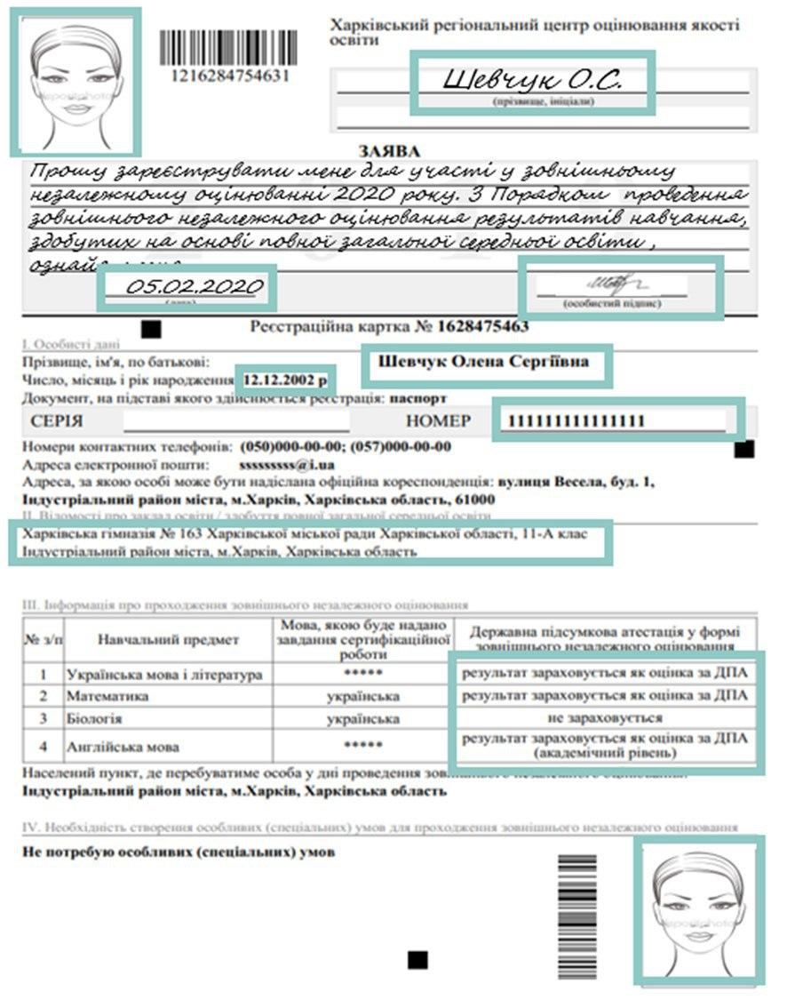 Харківський регіональний центр оцінювання якості
освіти
1216284754631
Шевчук О.С.
(прізвище, ініціали)
ЗАЯВА
Прошу зареєструвати мене для участі у зовнішньому
незалежному оцінюванні 2020 року. З Порядком проведення
зовнішнього незалежного оцінювання результатів навчання,
здобутих на основі повної загальної середньої освіти,
05.02.2020
(дата)
(особистий підпис)
Реєстраційна картка № 1628475463
I. Особисті дані
Прізвище, ім'я, по батькові: Шевчук Олена Сергіївна
Число, місяць і рік народження 12.12.2002 р
Документ, на підставі якого здійснюється реєстрація: паспорт
СЕРІЯ НОМЕР 111111111111111
Номери контактних телефонів: (050)000-00-00; (057)000-00-00
Адреса електронної пошти: sssssssss@i.ua
Адреса, за якою особі може бути надіслана офіційна кореспонденція: вулиця Весела, буд. 1,
Індустріальний район міста, м.Харків, Харківська область, 61000
II. Відомості про заклад освіти / здобуття повної загальної середньої освіти
Харківська гімназія № 163 Харківської міської ради Харківської області, 11-А клас
Індустріальний район міста, м.Харків, Харківська область
III. Інформація про проходження зовнішнього незалежного оцінювання
№ з/п Навчальний предмет Мова, якою буде надано завдання сертифікаційної роботи Державна підсумкова атестація у формі зовнішнього незалежного оцінювання
1 Українська мова і література ***** результат зараховується як оцінка за ДПА
2 Математика українська результат зараховується як оцінка за ДПА
3 Біологія українська не зараховується
4 Англійська мова ***** результат зараховується як оцінка за ДПА (академічний рівень)
Населений пункт, де перебуватиме особа у дні проведення зовнішнього незалежного оцінювання:
Індустріальний район міста, м.Харків, Харківська область
IV. Необхідність створення особливих (спеціальних) умов для проходження зовнішнього незалежного оцінювання
Не потребую особливих (спеціальних) умов